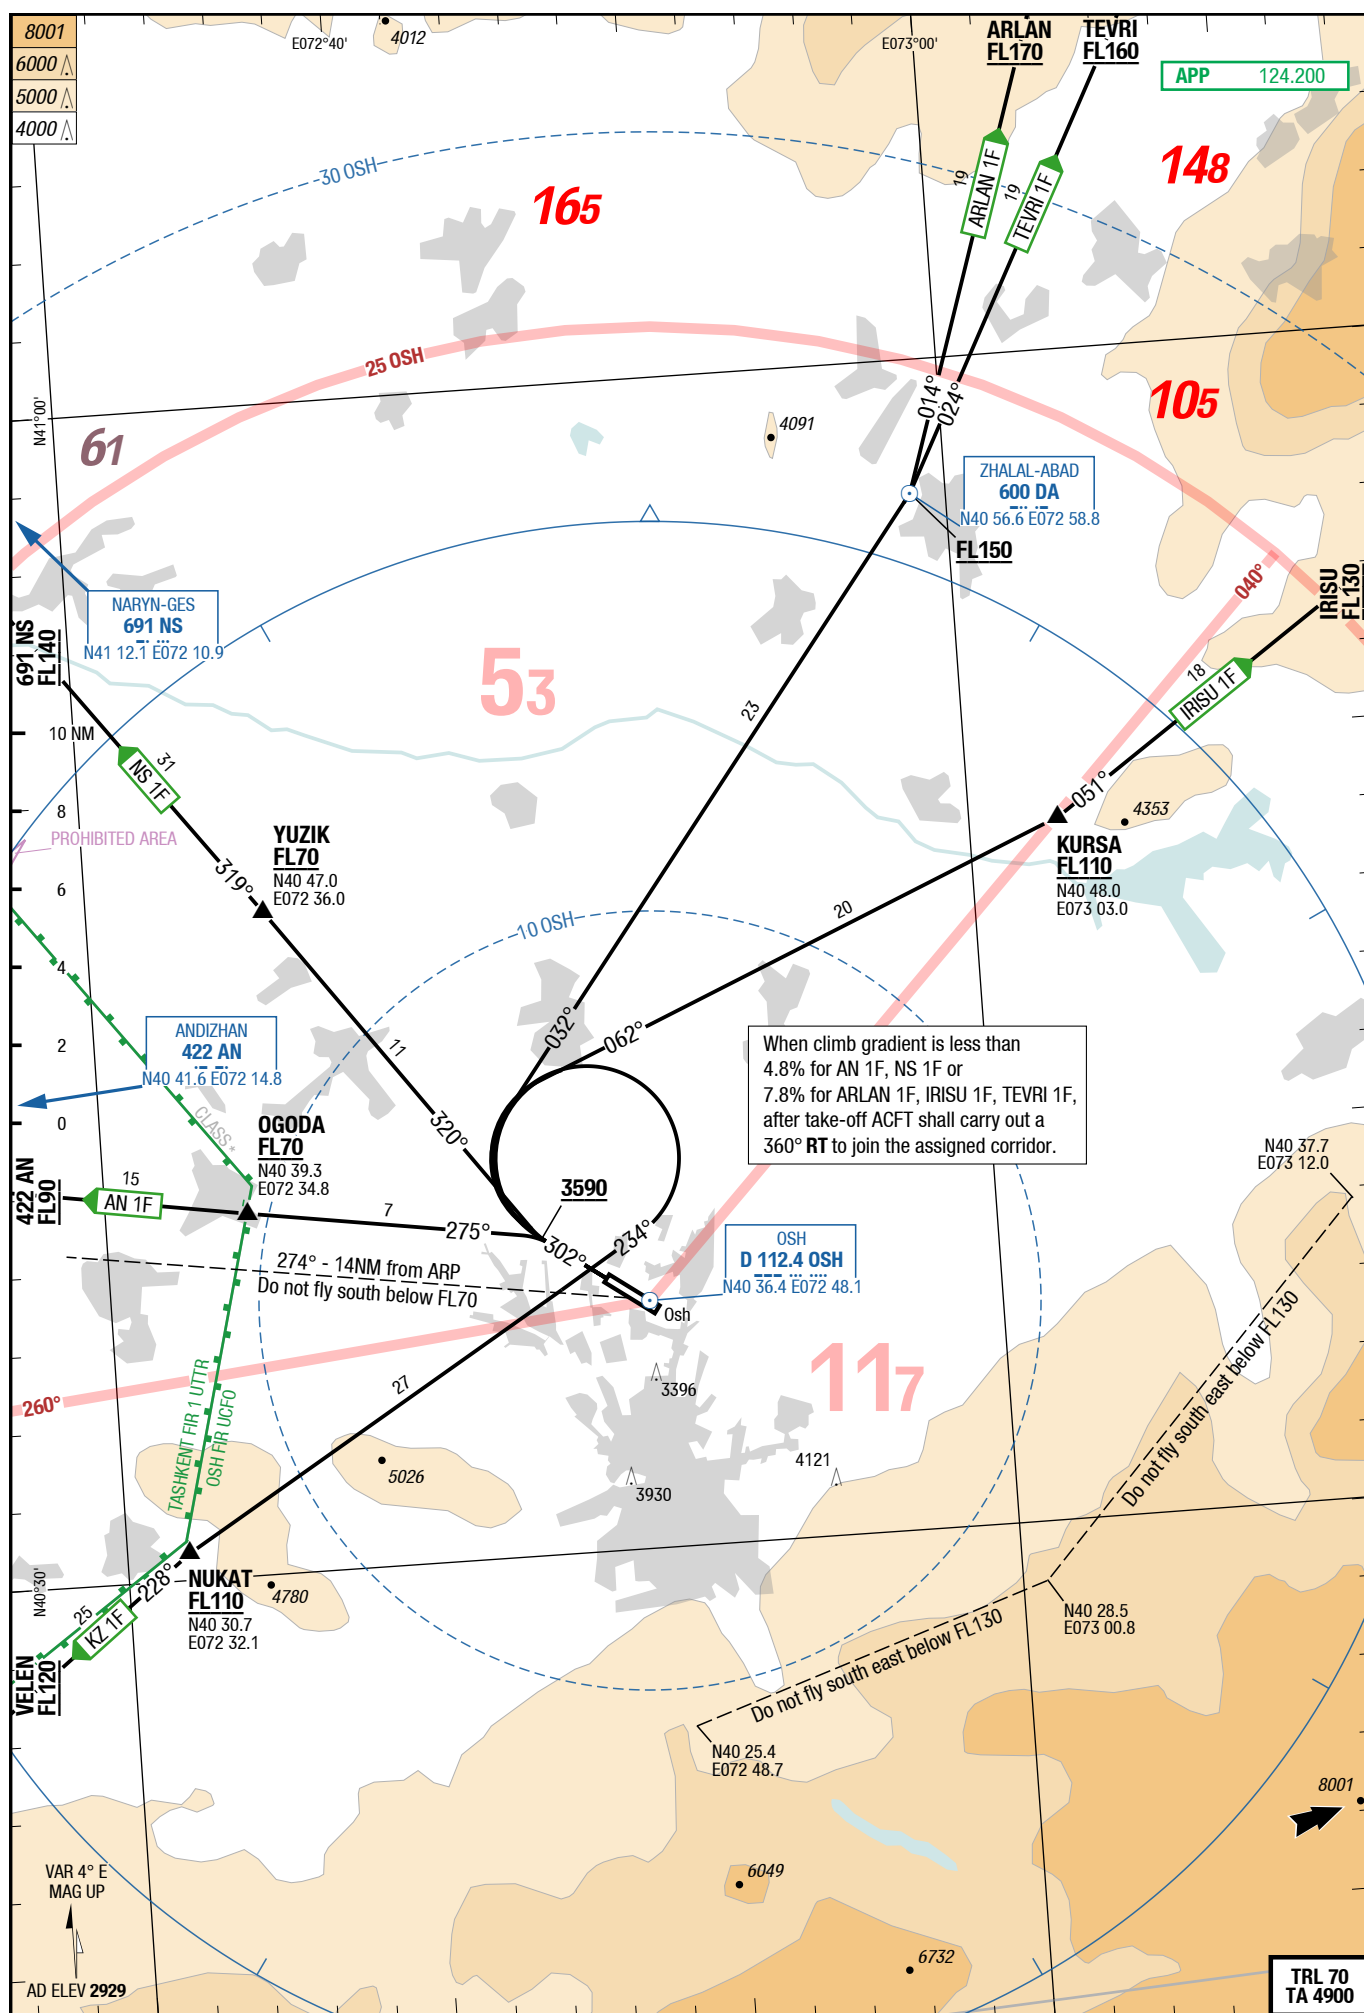 8001
6000
5000
4000
E072°40'
4012
E073°00'
ARLAN
FL170
TEVRI
FL160
APP 124.200
30 OSH
165
148
19
ARLAN 1F
19
TEVRI 1F
25 OSH
N41°00'
61
4091
014°
024°
105
ZHALAL-ABAD
600 DA
N40 56.6 E072 58.8
FL150
040°
IRISU
FL130
NARYN-GES
691 NS
N41 12.1 E072 10.9
691 NS
FL140
53
18
IRISU 1F
23
10 NM
8
6
4
2
0
31
NS 1F
PROHIBITED AREA
YUZIK
FL70
N40 47.0
E072 36.0
319°
051°
4353
KURSA
FL110
N40 48.0
E073 03.0
20
10 OSH
032°
062°
11
320°
ANDIZHAN
422 AN
N40 41.6 E072 14.8
CLASS *
When climb gradient is less than
4.8% for AN 1F, NS 1F or
7.8% for ARLAN 1F, IRISU 1F, TEVRI 1F,
after take-off ACFT shall carry out a
360° RT to join the assigned corridor.
OGODA
FL70
N40 39.3
E072 34.8
N40 37.7
E073 12.0
422 AN
FL90
15
AN 1F
7
275°
3590
302°
234°
274° - 14NM from ARP
Do not fly south below FL70
OSH
D 112.4 OSH
N40 36.4 E072 48.1
Osh
260°
27
3396
117
Do not fly south east below FL130
TASHKENT FIR 1 UTTR
OSH FIR UCFO
5026
3930
4121
N40°30'
228°
NUKAT
FL110
N40 30.7
E072 32.1
4780
25
KZ 1F
VELEN
FL120
N40 28.5
E073 00.8
Do not fly south east below FL130
N40 25.4
E072 48.7
8001
6049
6732
VAR 4° E
MAG UP
AD ELEV 2929
TRL 70
TA 4900